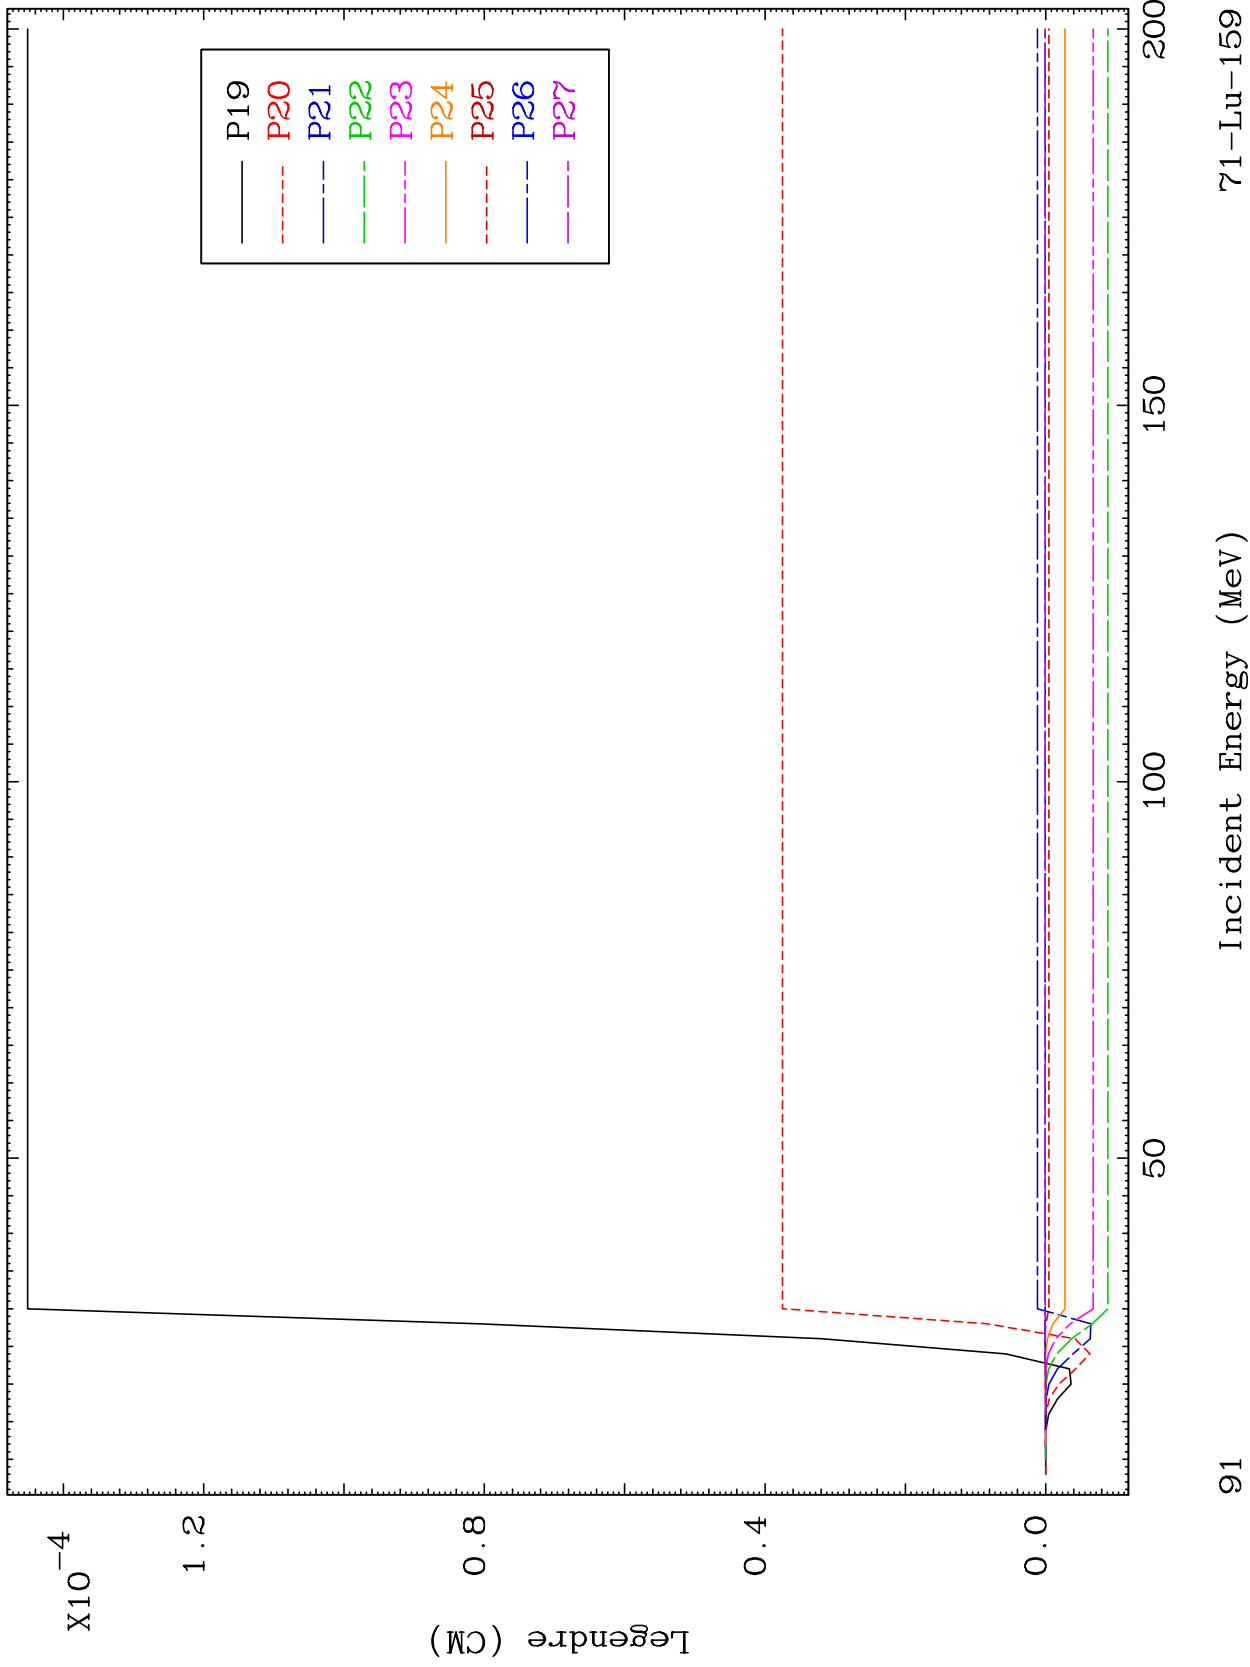 X10-4
1.2
0.8
0.4
0.0
Legendre (CM)
P19
P20
P21
P22
P23
P24
P25
P26
P27
50
100
150
200
91
Incident Energy (MeV)
71-Lu-159